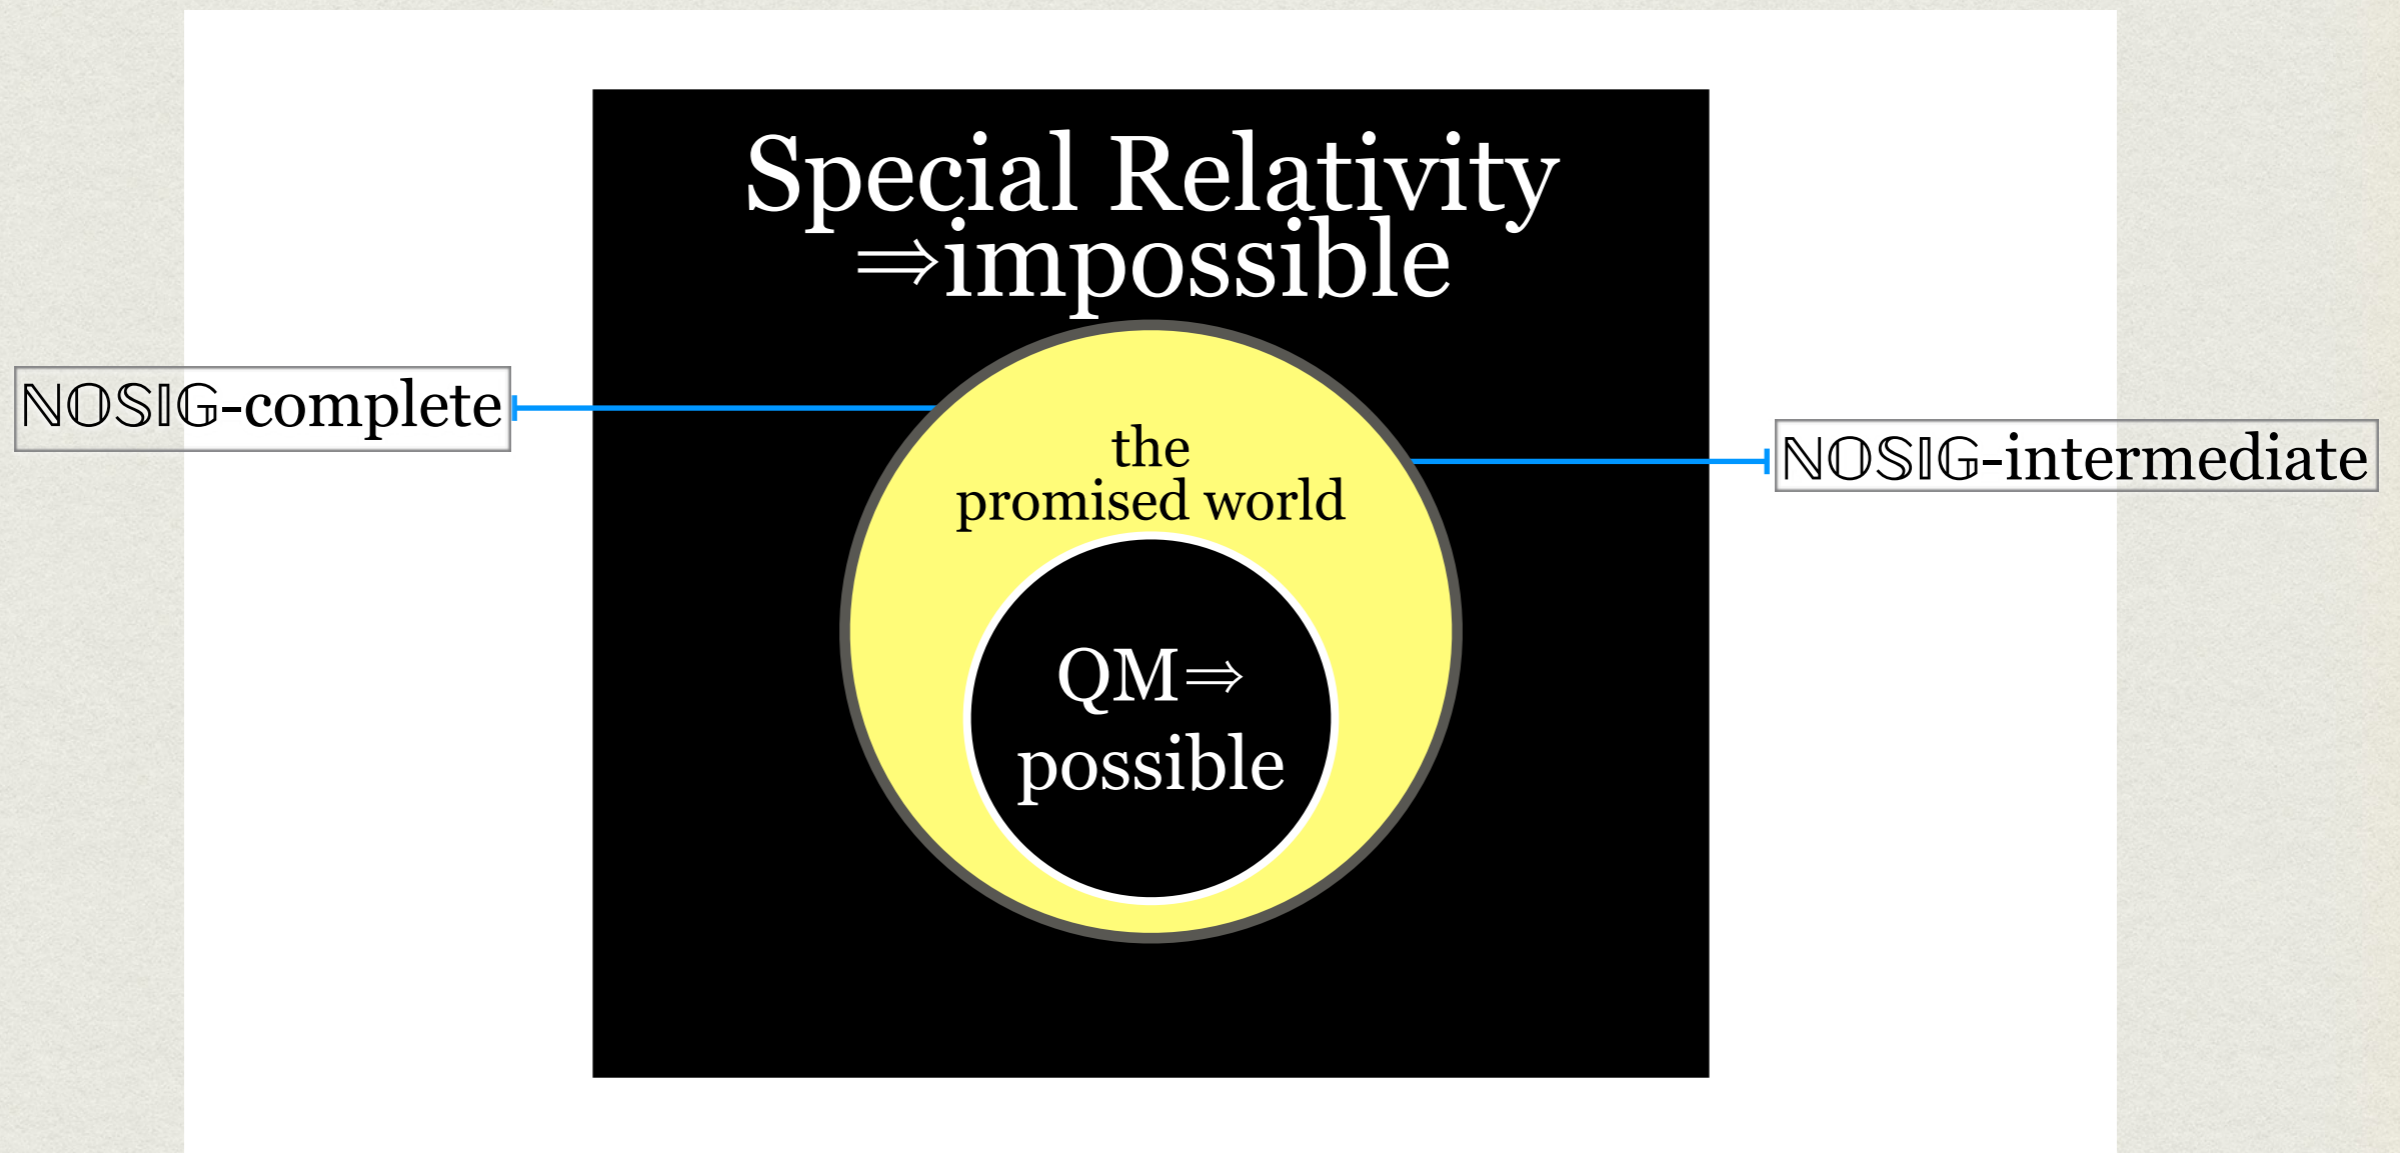 Special Relativity
⇒impossible
ℕ𝕆𝕊𝕀𝔾-complete
the
promised world
ℕ𝕆𝕊𝕀𝔾-intermediate
QM⇒
possible